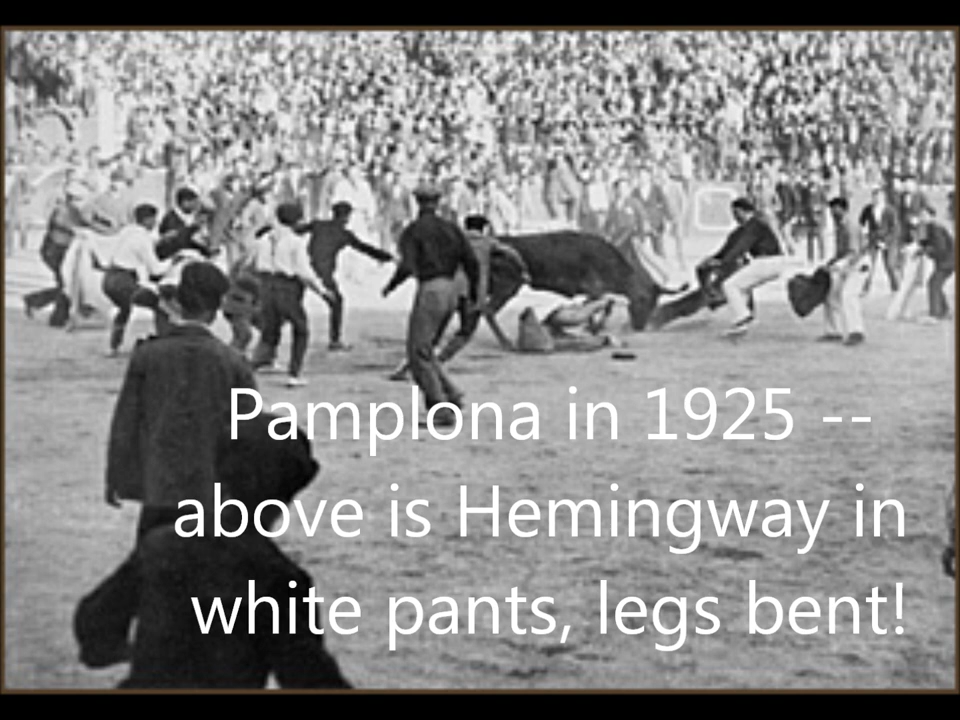 Pamplona in 1925 --
above is Hemingway in
white pants, legs bent!